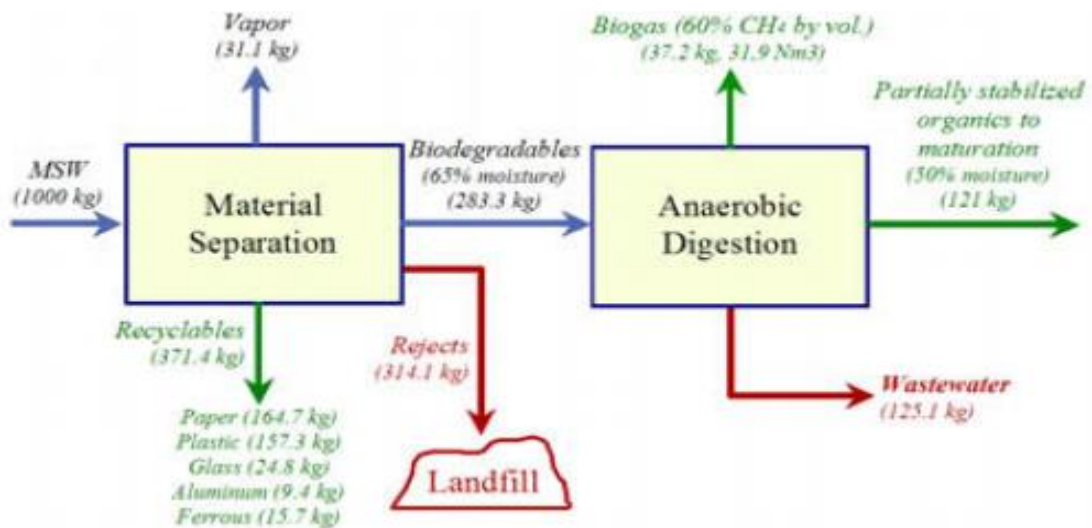 Vapor
(31.1 kg)
Biogas (60% CH4 by vol.)
(37.2 kg, 31.9 Nm3)
Partially stabilized
organics to
maturation
(50% moisture)
(121 kg)
MSW
(1000 kg)
Material
Separation
Biodegradables
(65% moisture)
(283.3 kg)
Anaerobic
Digestion
Recyclables
(371.4 kg)
Rejects
(314.1 kg)
Wastewater
(125.1 kg)
Paper (164.7 kg)
Plastic (157.3 kg)
Glass (24.8 kg)
Aluminum (9.4 kg)
Ferrous (15.7 kg)
Landfill